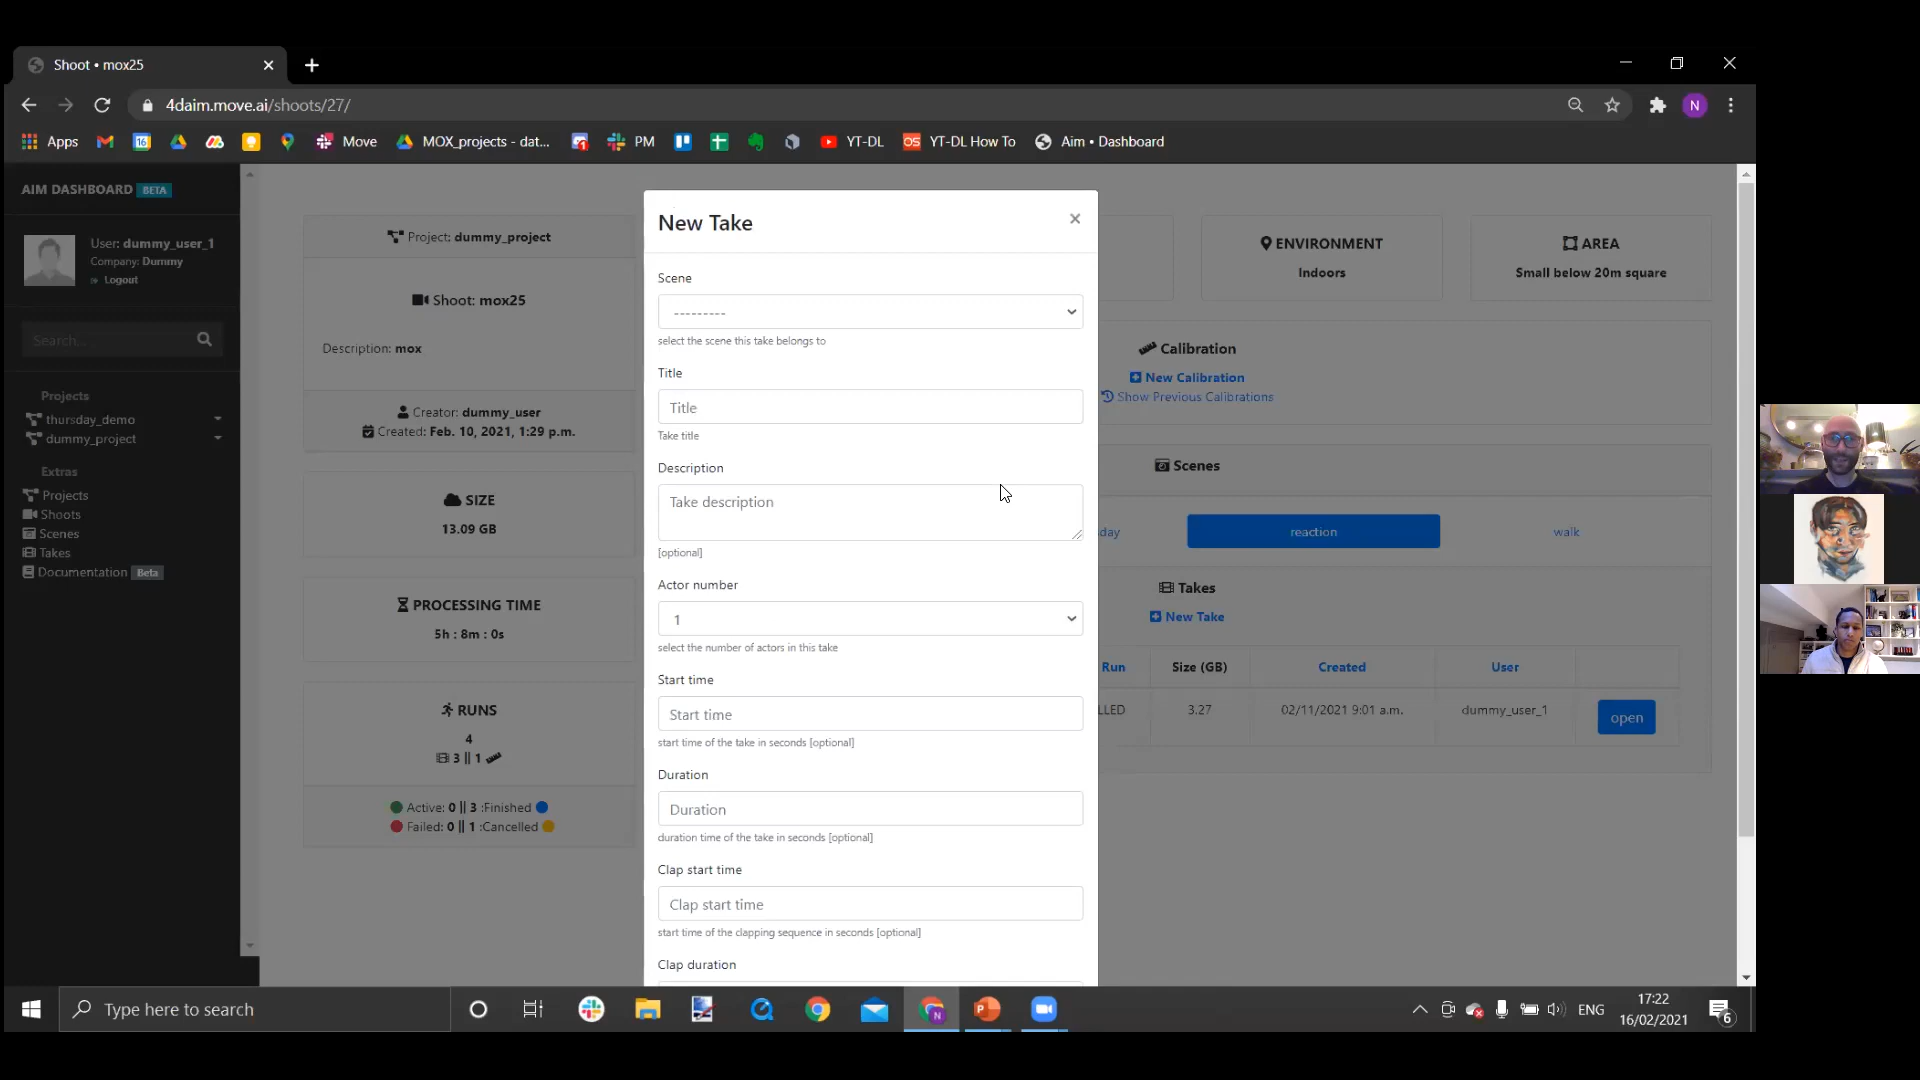 Shoot • mox25
4daim.move.ai/shoots/27/
N
Apps
16
Move
MOX_projects - dat...
PM
YT-DL
OS
YT-DL How To
Aim • Dashboard
AIM DASHBOARD BETA
User: dummy_user_1
Company: Dummy
Logout
Search...
Projects
thursday_demo
dummy_project
Extras
Projects
Shoots
Scenes
Takes
Documentation Beta
Project: dummy_project
Shoot: mox25
Description: mox
Creator: dummy_user
Created: Feb. 10, 2021, 1:29 p.m.
SIZE
13.09 GB
PROCESSING TIME
5h : 8m : 0s
RUNS
4
3 || 1
Active: 0 || 3 :Finished
Failed: 0 || 1 :Cancelled
New Take
Scene
---------
select the scene this take belongs to
Title
Title
Take title
Description
Take description
[optional]
Actor number
1
select the number of actors in this take
Start time
Start time
start time of the take in seconds [optional]
Duration
Duration
duration time of the take in seconds [optional]
Clap start time
Clap start time
start time of the clapping sequence in seconds [optional]
Clap duration
ENVIRONMENT
Indoors
AREA
Small below 20m square
Calibration
New Calibration
Show Previous Calibrations
Scenes
day
reaction
walk
Takes
New Take
Run
Size (GB)
Created
User
LLED
3.27
02/11/2021 9:01 a.m.
dummy_user_1
open
Type here to search
ENG
17:22
16/02/2021
6